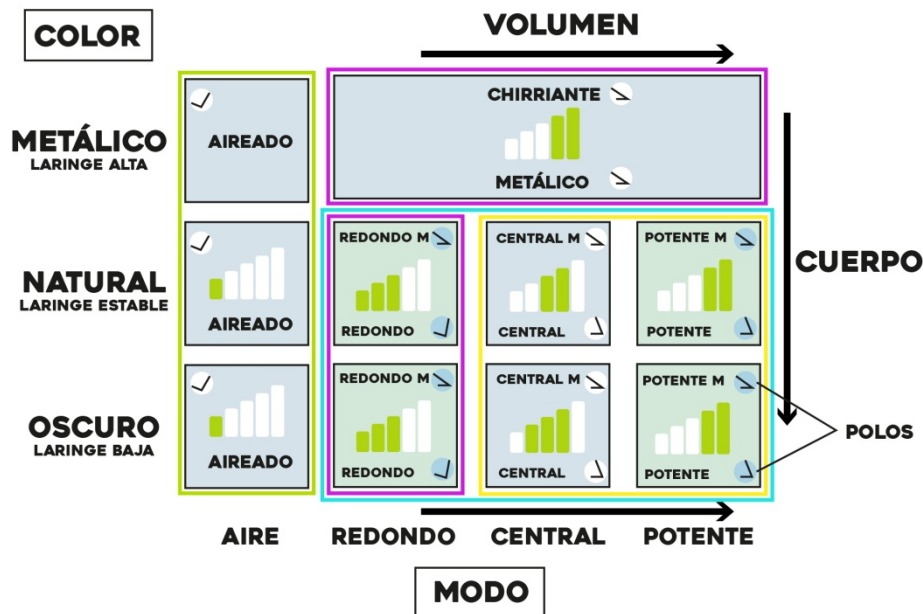 COLOR
VOLUMEN
METÁLICO
LARINGE ALTA
AIREADO
CHIRRIANTE
METÁLICO
CUERPO
NATURAL
LARINGE ESTABLE
AIREADO
REDONDO M
REDONDO
CENTRAL M
CENTRAL
POTENTE M
POTENTE
OSCURO
LARINGE BAJA
AIREADO
REDONDO M
REDONDO
CENTRAL M
CENTRAL
POTENTE M
POTENTE
POLOS
AIRE
REDONDO
CENTRAL
POTENTE
MODO